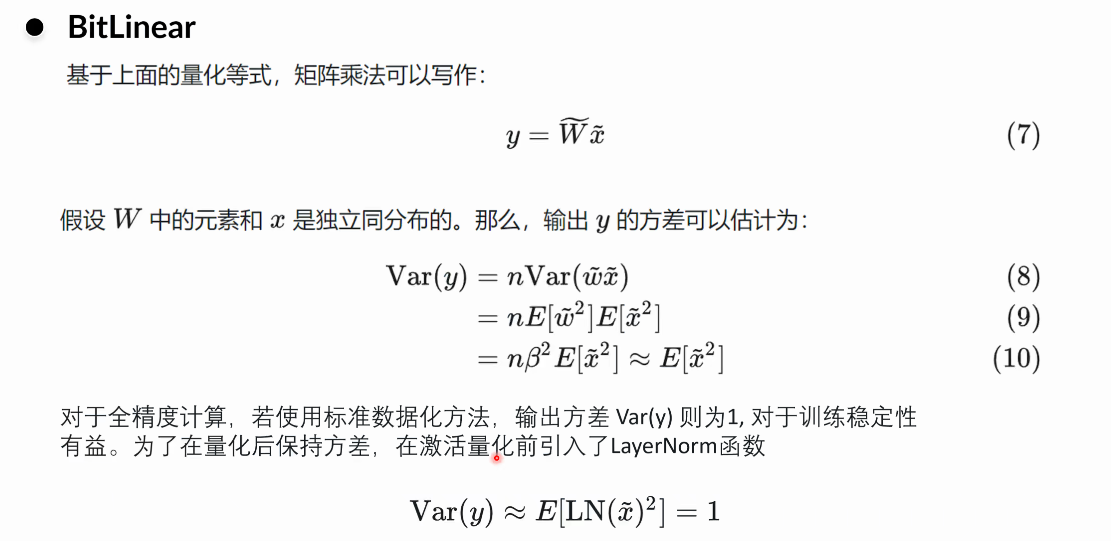 ● BitLinear
基于上面的量化等式，矩阵乘法可以写作：
$y = \widetilde{W}\tilde{x}$ (7)
假设 $W$ 中的元素和 $x$ 是独立同分布的。那么，输出 $y$ 的方差可以估计为：
$\mathrm{Var}(y) = n\mathrm{Var}(\tilde{w}\tilde{x})$ (8)
$= nE[\tilde{w}^2]E[\tilde{x}^2]$ (9)
$= n\beta^2 E[\tilde{x}^2] \approx E[\tilde{x}^2]$ (10)
对于全精度计算，若使用标准数据化方法，输出方差 Var(y) 则为1, 对于训练稳定性
有益。为了在量化后保持方差，在激活量化前引入了LayerNorm函数
$\mathrm{Var}(y) \approx E[\mathrm{LN}(\tilde{x})^2] = 1$